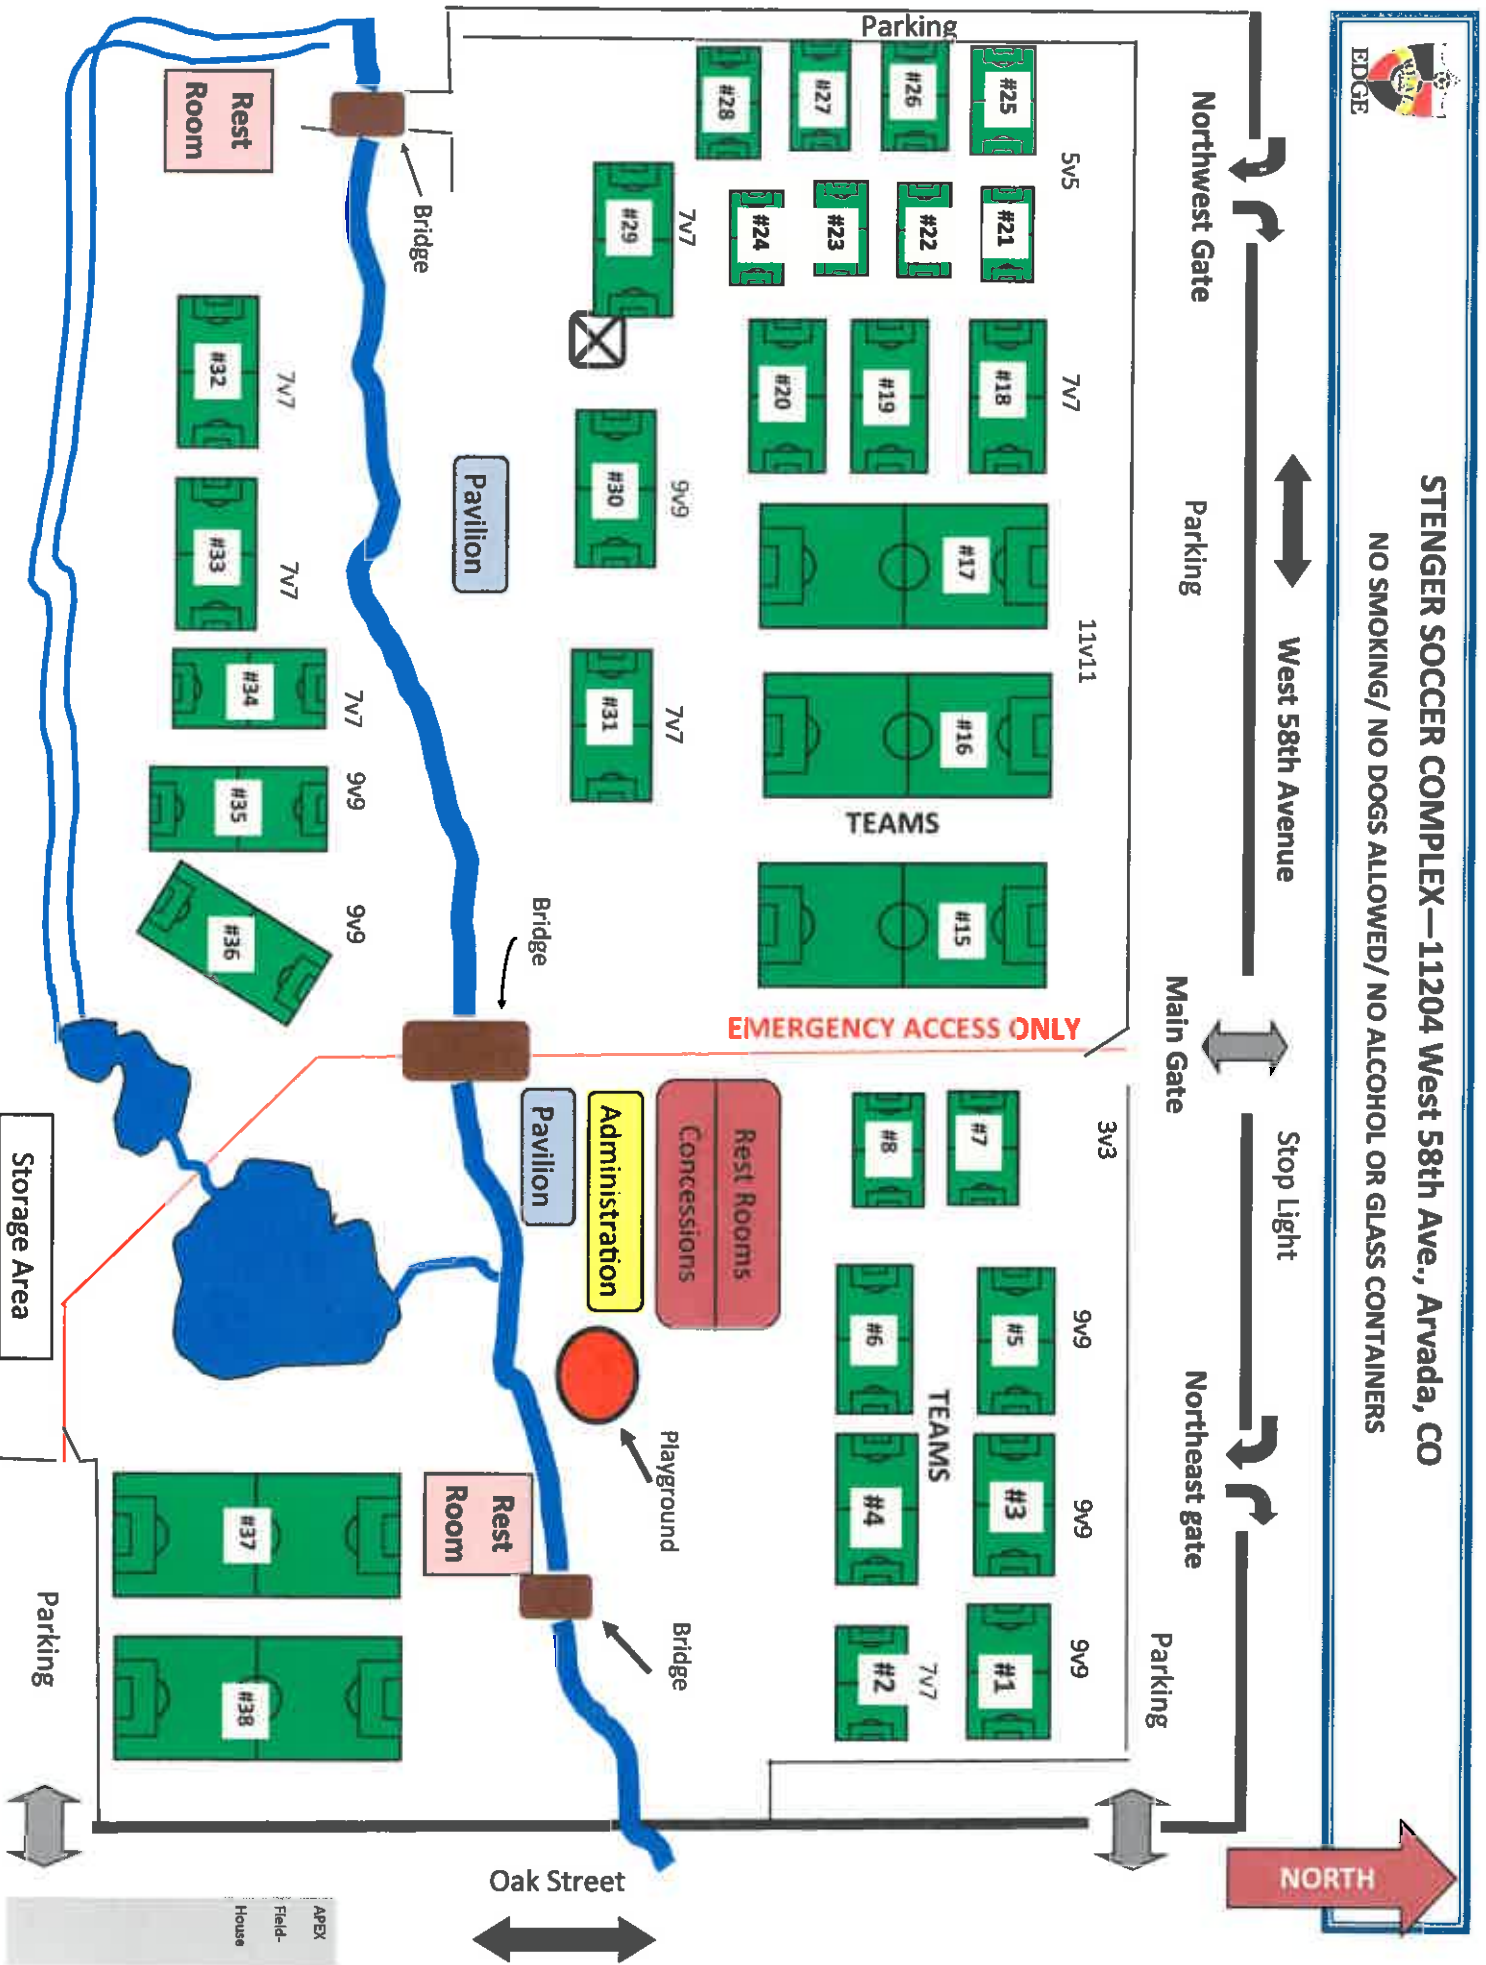 STENGER SOCCER COMPLEX—11204 West 58th Ave., Arvada, CO
NO SMOKING/ NO DOGS ALLOWED/ NO ALCOHOL OR GLASS CONTAINERS
EDGE
NORTH
West 58th Avenue
Stop Light
Northwest Gate
Parking
Main Gate
Northeast gate
Parking
Parking
5v5
7v7
11v11
3v3
9v9
9v9
9v9
#25
#21
#18
#17
#16
#15
#7
#5
#3
#1
#26
#22
#19
#8
#6
#4
#2
7v7
TEAMS
TEAMS
#27
#23
#20
#28
#24
EMERGENCY ACCESS ONLY
7v7
9v9
7v7
#29
#30
#31
Rest Rooms
Concessions
Administration
Pavilion
Playground
Bridge
Pavilion
Bridge
Bridge
Rest
Room
Oak Street
Rest
Room
7v7
7v7
7v7
9v9
9v9
#32
#33
#34
#35
#36
#37
#38
Storage Area
Parking
APEX
Field-
House